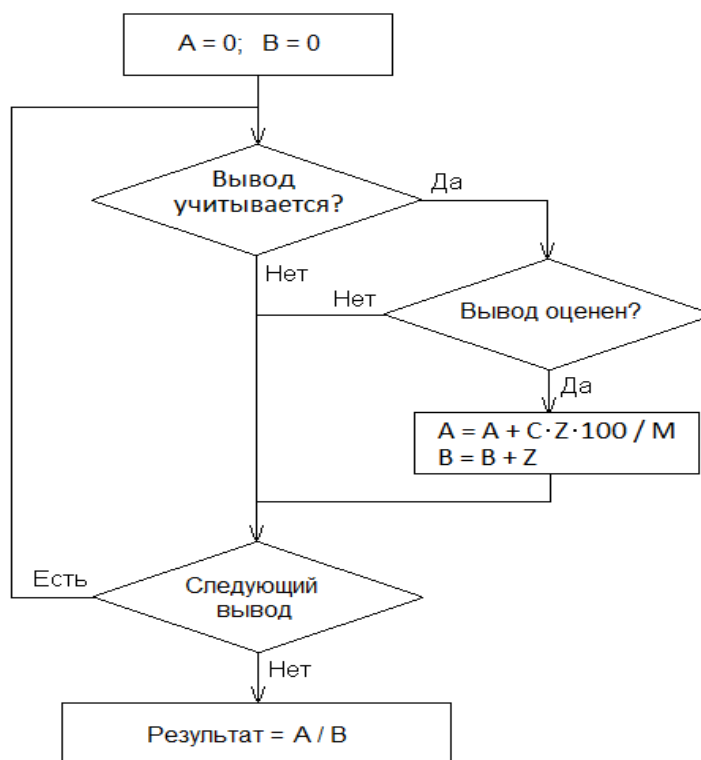 A = 0; B = 0
Вывод
учитывается?
Да
Нет
Нет
Вывод оценен?
Да
A = A + C·Z·100 / M
B = B + Z
Есть
Следующий
вывод
Нет
Результат = A / B